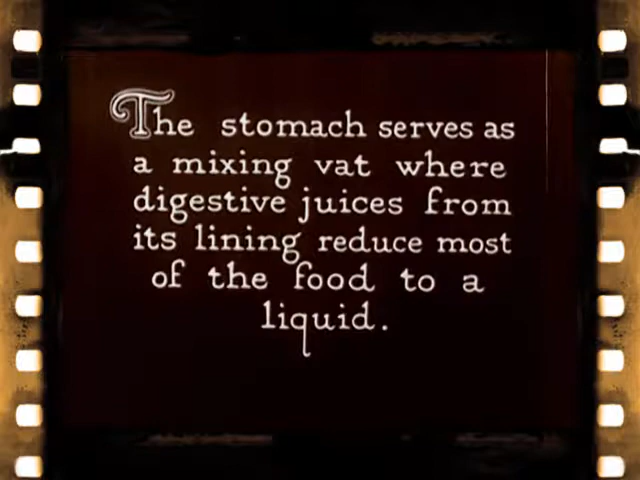 The stomach serves as
a mixing vat where
digestive juices from
its lining reduce most
of the food to a
liquid.